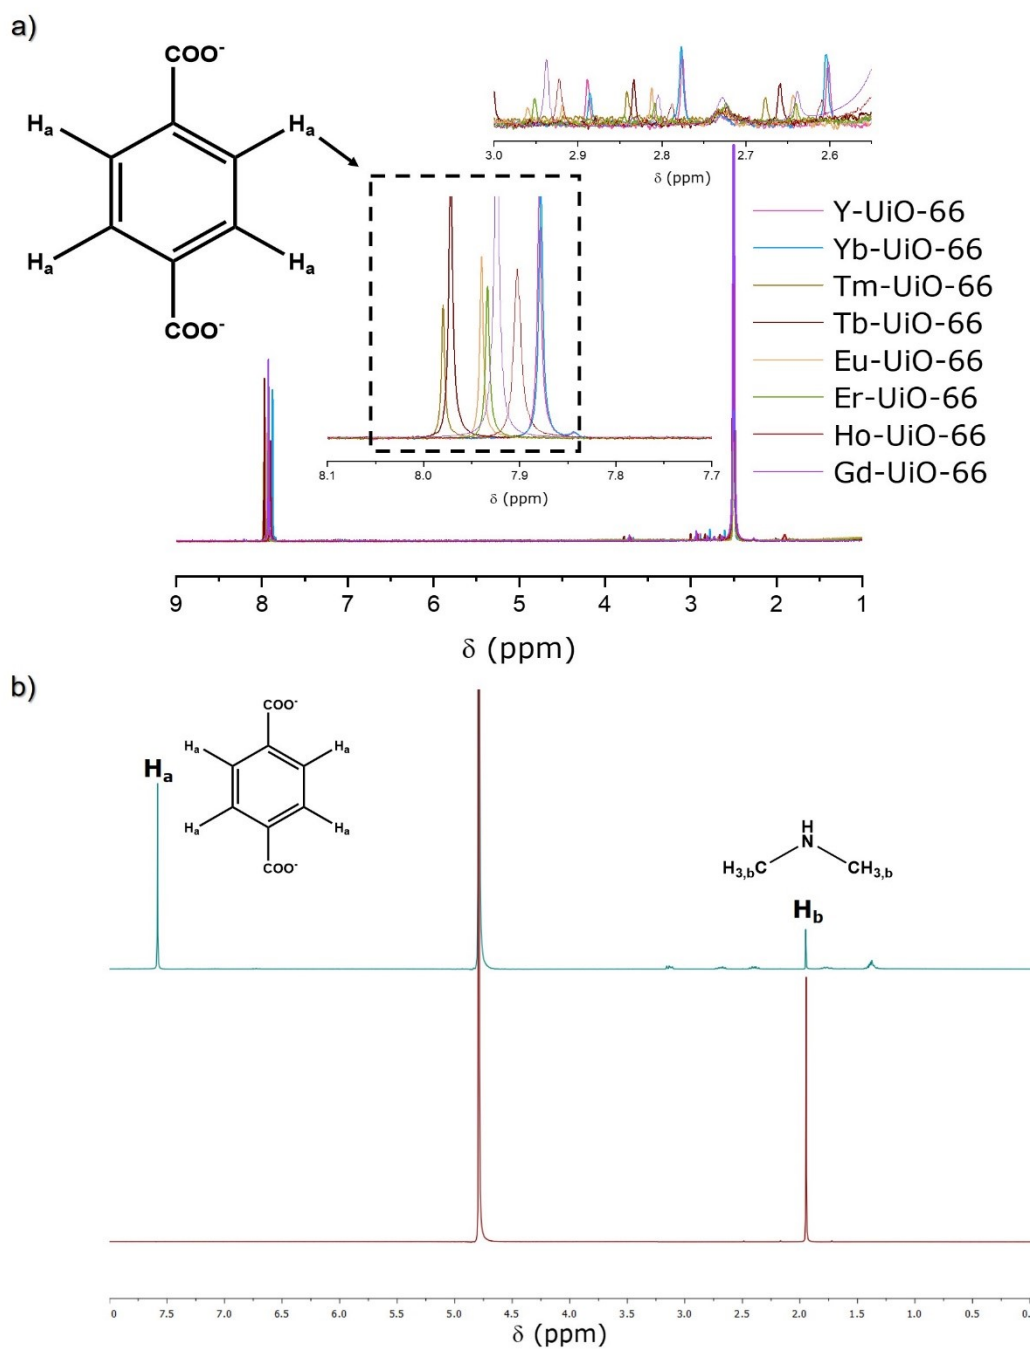 a)
COO-
Ha Ha
Ha Ha
COO-
3.0 2.9 2.8 2.7 2.6
δ (ppm)
8.1 8.0 7.9 7.8 7.7
δ (ppm)
Y-UiO-66
Yb-UiO-66
Tm-UiO-66
Tb-UiO-66
Eu-UiO-66
Er-UiO-66
Ho-UiO-66
Gd-UiO-66
9 8 7 6 5 4 3 2 1
δ (ppm)
b)
COO-
Ha Ha
Ha
Ha Ha
COO-
H
N
H3,bC CH3,b
Hb
.0 7.5 7.0 6.5 6.0 5.5 5.0 4.5 4.0 3.5 3.0 2.5 2.0 1.5 1.0 0.5 0.
δ (ppm)